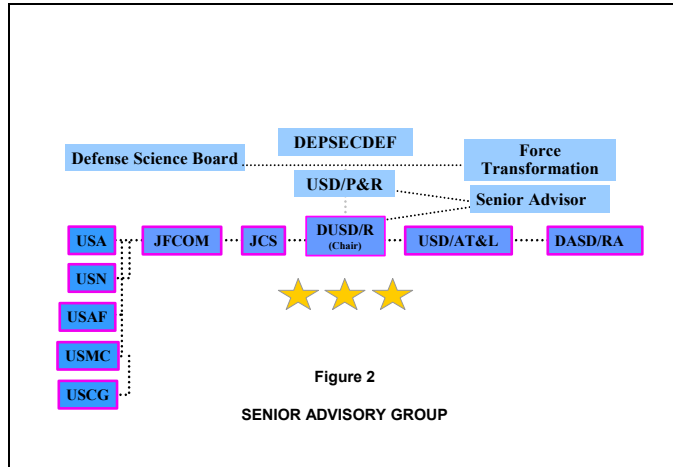 DEPSECDEF
Defense Science Board
Force
Transformation
USD/P&R
Senior Advisor
USA
JFCOM
JCS
DUSD/R
(Chair)
USD/AT&L
DASD/RA
USN
USAF
USMC
USCG
Figure 2
SENIOR ADVISORY GROUP